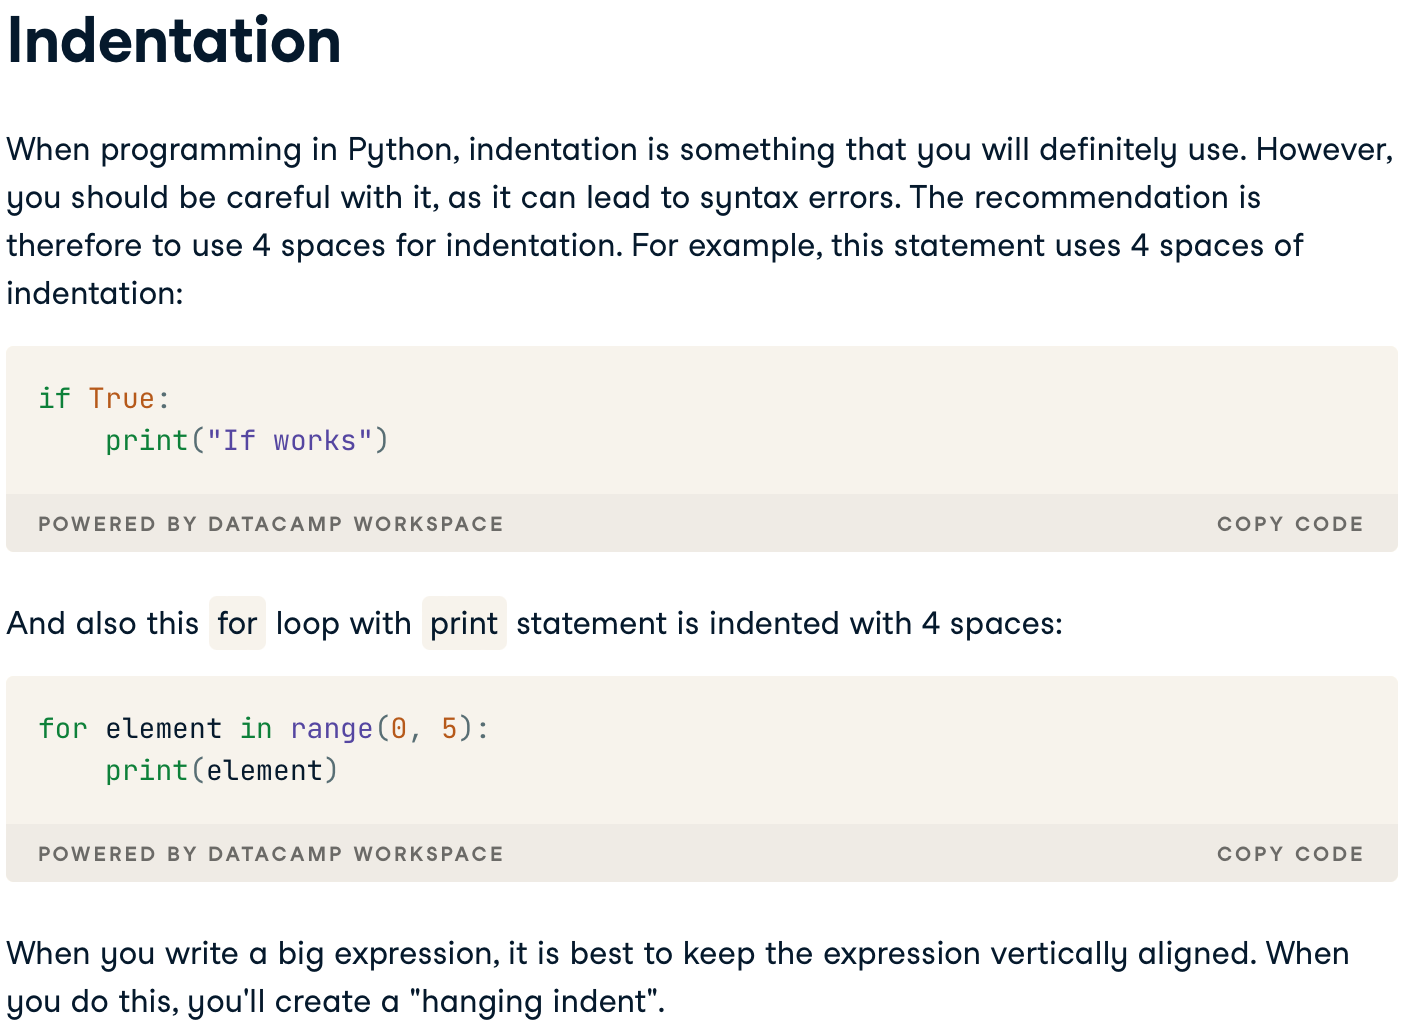 Indentation
When programming in Python, indentation is something that you will definitely use. However,
you should be careful with it, as it can lead to syntax errors. The recommendation is
therefore to use 4 spaces for indentation. For example, this statement uses 4 spaces of
indentation:
if True:
    print("If works")
POWERED BY DATACAMP WORKSPACE COPY CODE
And also this for loop with print statement is indented with 4 spaces:
for element in range(0, 5):
    print(element)
POWERED BY DATACAMP WORKSPACE COPY CODE
When you write a big expression, it is best to keep the expression vertically aligned. When
you do this, you'll create a "hanging indent".